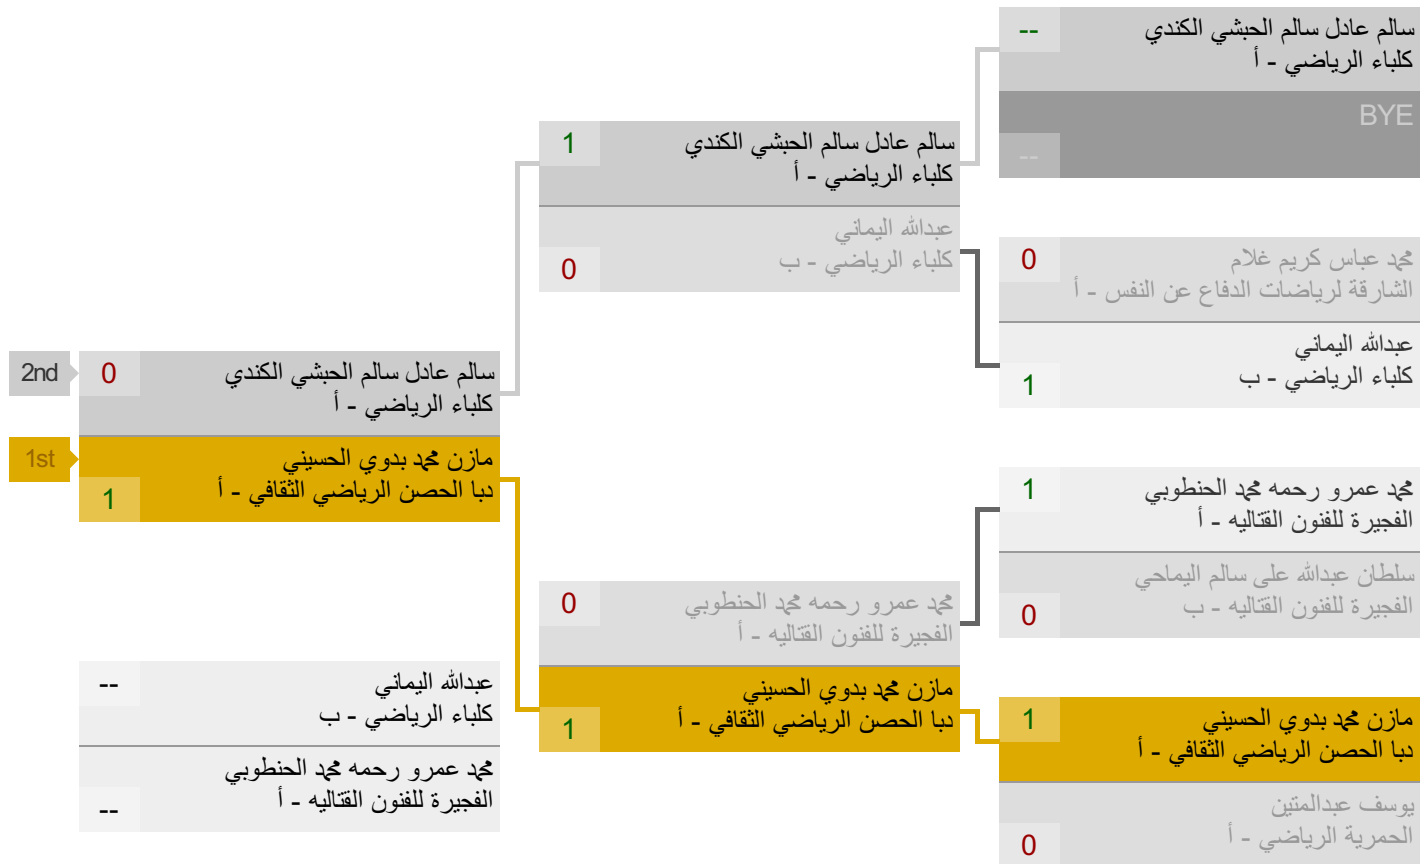 سالم عادل سالم الحبشي الكندي
كلباء الرياضي - أ
--
BYE
--
سالم عادل سالم الحبشي الكندي
كلباء الرياضي - أ
1
عبدالله اليماني
كلباء الرياضي - ب
0
محمد عباس كريم غلام
الشارقة لرياضات الدفاع عن النفس - أ
0
عبدالله اليماني
كلباء الرياضي - ب
1
2nd
سالم عادل سالم الحبشي الكندي
كلباء الرياضي - أ
0
1st
مازن محمد بدوي الحسيني
دبا الحصن الرياضي الثقافي - أ
1
محمد عمرو رحمه محمد الحنطوبي
الفجيرة للفنون القتاليه - أ
1
سلطان عبدالله على سالم اليماحي
الفجيرة للفنون القتاليه - ب
0
محمد عمرو رحمه محمد الحنطوبي
الفجيرة للفنون القتاليه - أ
0
مازن محمد بدوي الحسيني
دبا الحصن الرياضي الثقافي - أ
1
عبدالله اليماني
كلباء الرياضي - ب
--
محمد عمرو رحمه محمد الحنطوبي
الفجيرة للفنون القتاليه - أ
--
مازن محمد بدوي الحسيني
دبا الحصن الرياضي الثقافي - أ
1
يوسف عبدالمتين
الحمرية الرياضي - أ
0